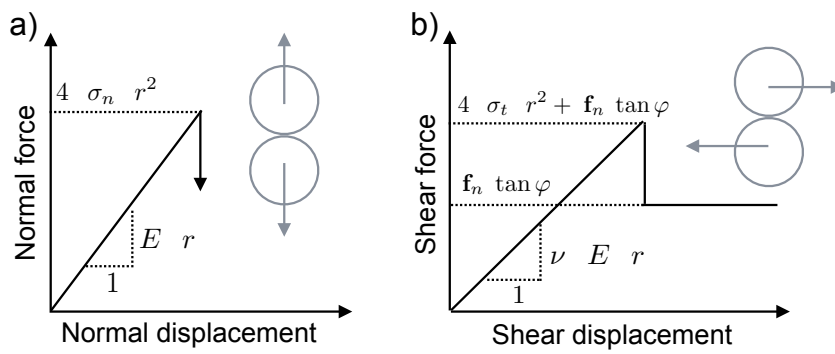 a)
4 σₙ r²
Normal force
E r
1
Normal displacement
b)
4 σₜ r² + fₙ tan φ
fₙ tan φ
Shear force
ν E r
1
Shear displacement